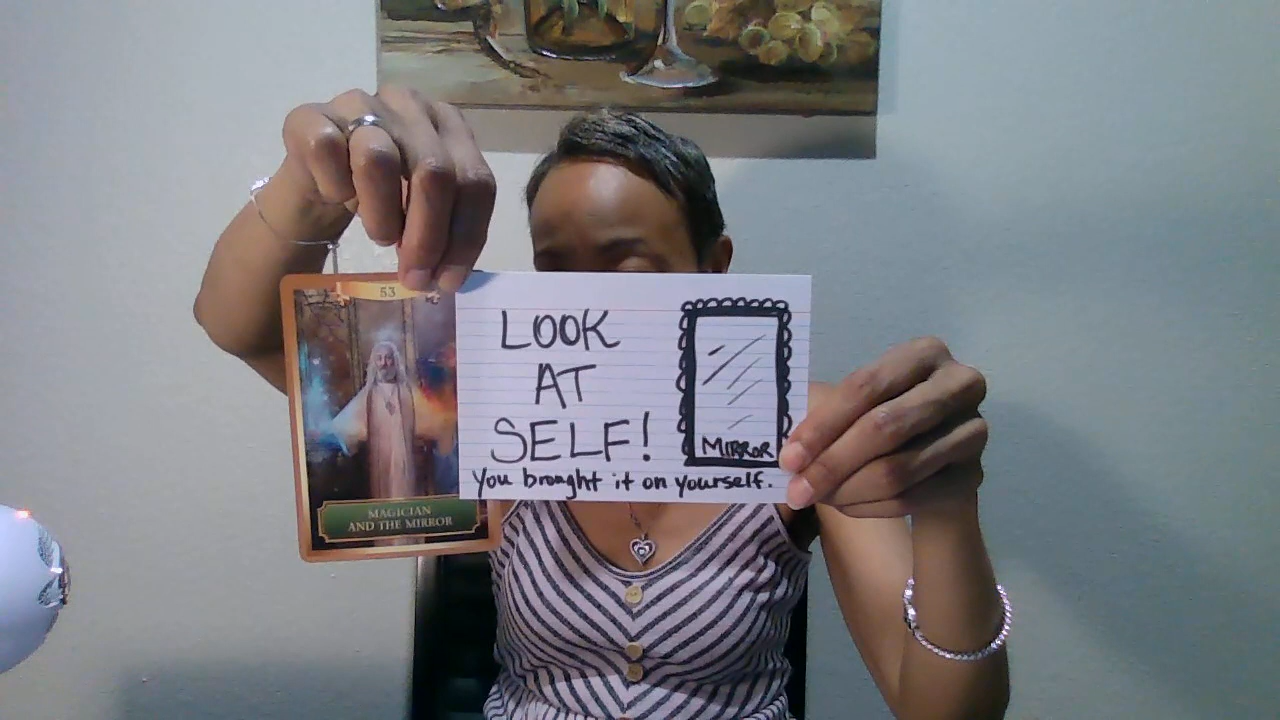 53
MAGICIAN
AND THE MIRROR
LOOK
AT
SELF!
MIRROR
You brought it on yourself.